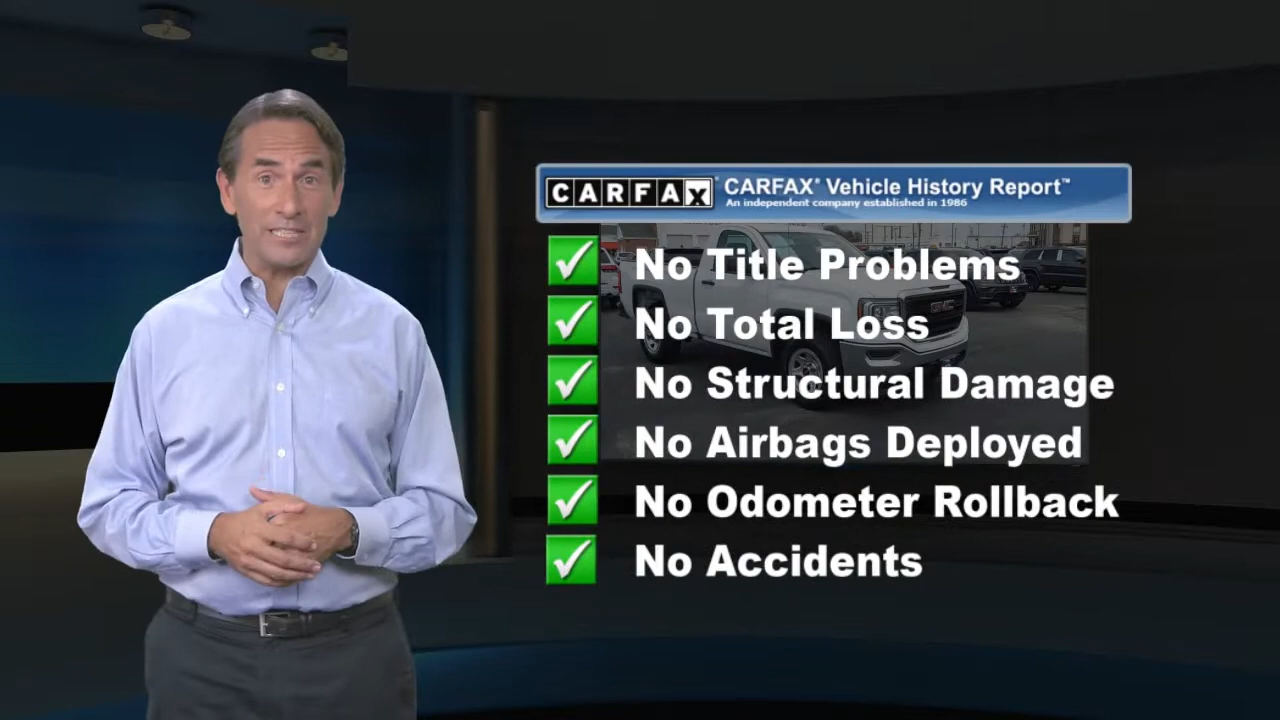 CARFAX CARFAX® Vehicle History Report™
An independent company established in 1986
No Title Problems
No Total Loss
No Structural Damage
No Airbags Deployed
No Odometer Rollback
No Accidents
GMC